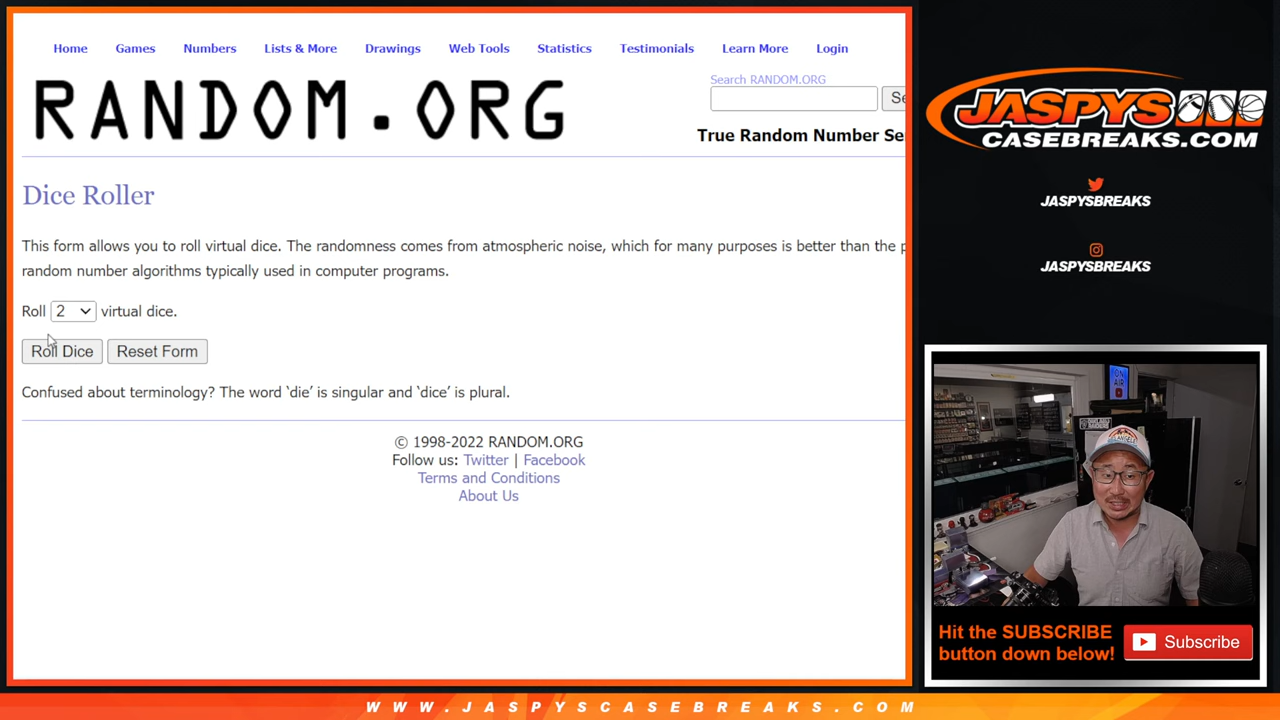 Home Games Numbers Lists & More Drawings Web Tools Statistics Testimonials Learn More Login
RANDOM.ORG
Search RANDOM.ORG
Se
True Random Number Se
Dice Roller
This form allows you to roll virtual dice. The randomness comes from atmospheric noise, which for many purposes is better than the p
random number algorithms typically used in computer programs.
Roll 2 virtual dice.
Roll Dice Reset Form
Confused about terminology? The word ‘die’ is singular and ‘dice’ is plural.
© 1998-2022 RANDOM.ORG
Follow us: Twitter | Facebook
Terms and Conditions
About Us
JASPYS
CASEBREAKS.COM
JASPYSBREAKS
JASPYSBREAKS
ON
AIR
Hit the SUBSCRIBE
button down below!
Subscribe
WWW.JASPYSCASEBREAKS.COM